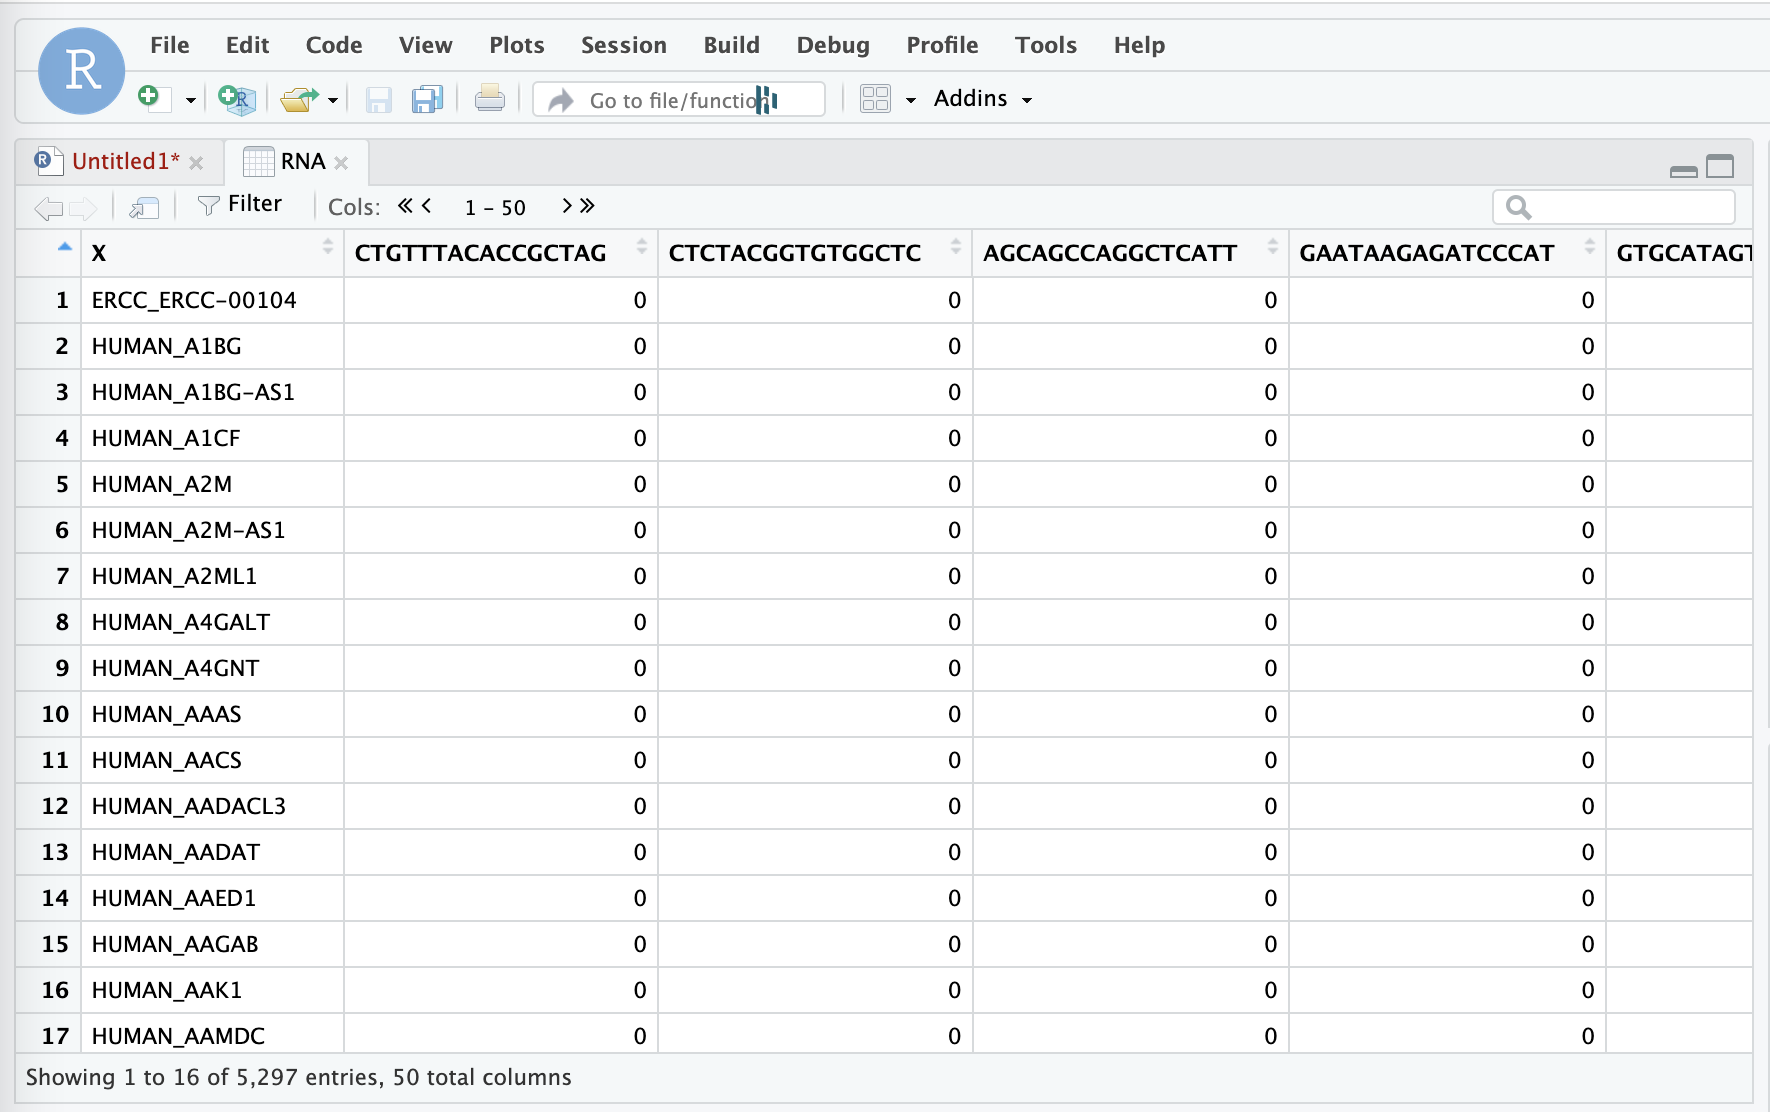 R
File Edit Code View Plots Session Build Debug Profile Tools Help
R Go to file/function Addins
R Untitled1* × RNA ×
Filter Cols: 1 - 50
X CTGTTTACACCGCTAG CTCTACGGTGTGGCTC AGCAGCCAGGCTCATT GAATAAGAGATCCCAT GTGCATAGT
1 ERCC_ERCC-00104 0 0 0 0
2 HUMAN_A1BG 0 0 0 0
3 HUMAN_A1BG-AS1 0 0 0 0
4 HUMAN_A1CF 0 0 0 0
5 HUMAN_A2M 0 0 0 0
6 HUMAN_A2M-AS1 0 0 0 0
7 HUMAN_A2ML1 0 0 0 0
8 HUMAN_A4GALT 0 0 0 0
9 HUMAN_A4GNT 0 0 0 0
10 HUMAN_AAAS 0 0 0 0
11 HUMAN_AACS 0 0 0 0
12 HUMAN_AADACL3 0 0 0 0
13 HUMAN_AADAT 0 0 0 0
14 HUMAN_AAED1 0 0 0 0
15 HUMAN_AAGAB 0 0 0 0
16 HUMAN_AAK1 0 0 0 0
17 HUMAN_AAMDC 0 0 0 0
Showing 1 to 16 of 5,297 entries, 50 total columns